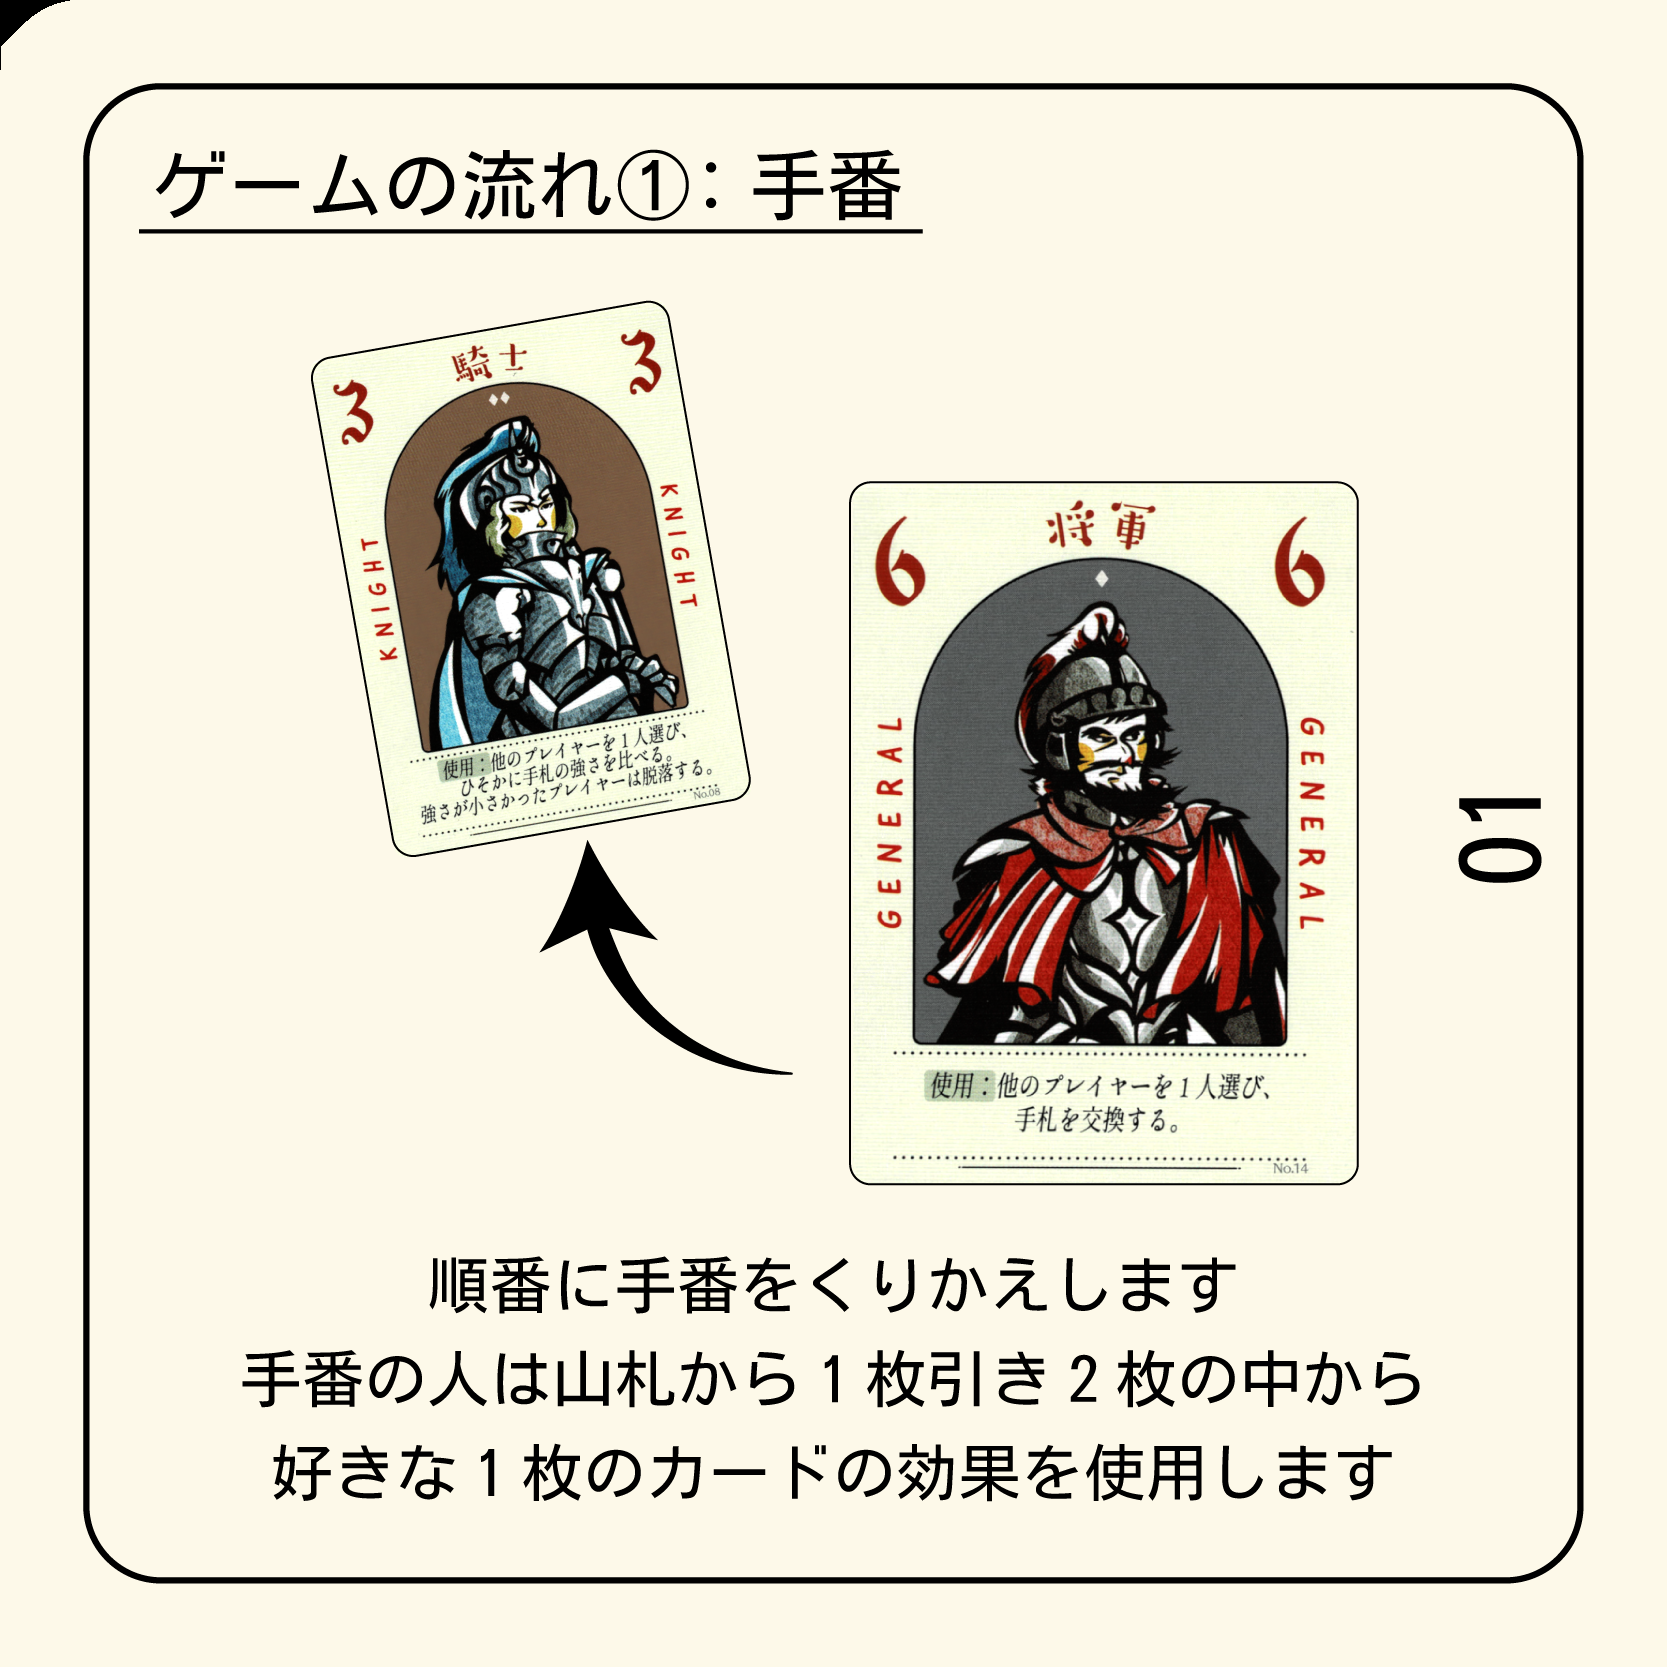 ゲームの流れ①：手番
3
騎士
3
KNIGHT
KNIGHT
使用：他のプレイヤーを1人選び、
ひそかに手札の強さを比べる。
強さが小さかったプレイヤーは脱落する。
No.08
6
将軍
6
GENERAL
GENERAL
使用：他のプレイヤーを1人選び、
手札を交換する。
No.14
01
順番に手番をくりかえします
手番の人は山札から1枚引き2枚の中から
好きな1枚のカードの効果を使用します